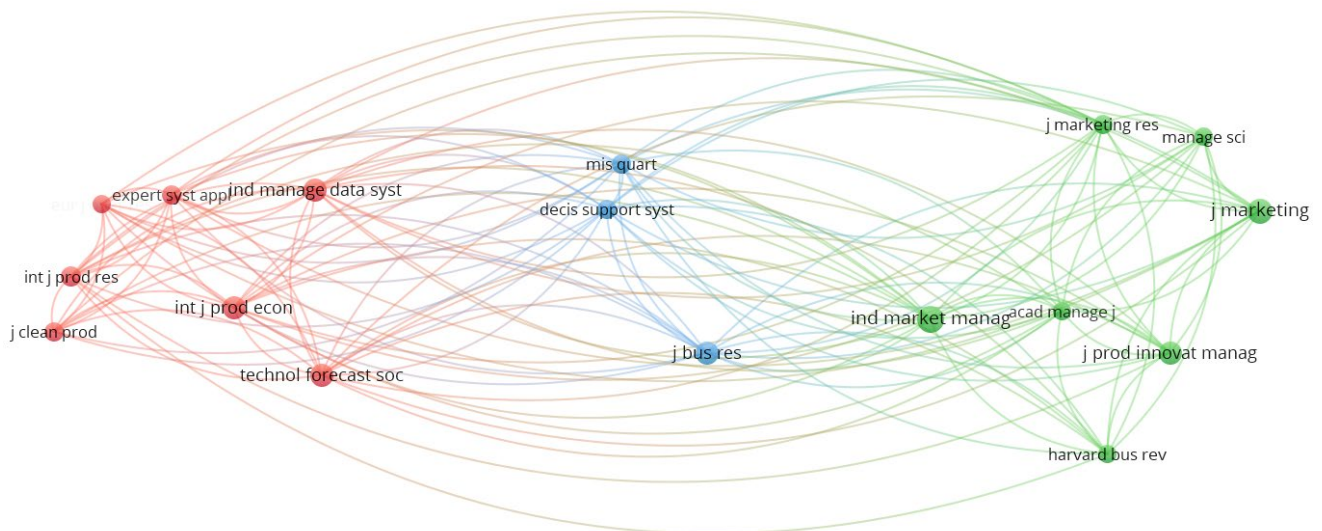 j marketing res
manage sci
mis quart
expert syst appl
ind manage data syst
decis support syst
j marketing
int j prod res
int j prod econ
ind market manag
acad manage j
j clean prod
j bus res
j prod innovat manag
technol forecast soc
harvard bus rev